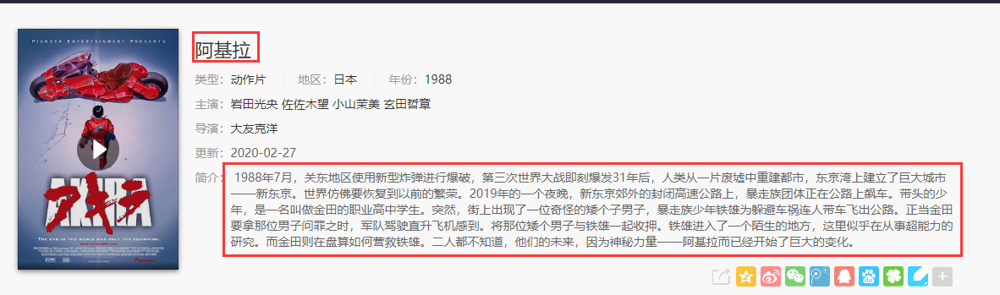 PIONEER ENTERTAINMENT PRESENTS
阿基拉
类型：动作片 地区：日本 年份：1988
主演：岩田光央 佐佐木望 小山茉美 玄田哲章
导演：大友克洋
更新：2020-02-27
简介： 1988年7月，关东地区使用新型炸弹进行爆破，第三次世界大战即刻爆发31年后，人类从一片废墟中重建都市，东京湾上建立了巨大城市
——新东京。世界仿佛要恢复到以前的繁荣。2019年的一个夜晚，新东京郊外的封闭高速公路上，暴走族团体正在公路上飙车。带头的少
年，是一名叫做金田的职业高中学生。突然，街上出现了一位奇怪的矮个子男子，暴走族少年铁雄为躲避车祸连人带车飞出公路。正当金田
要拿那位男子问罪之时，军队驾驶直升飞机感到。将那位矮个男子与铁雄一起收押。铁雄进入了一个陌生的地方，这里似乎在从事超能力的
研究。而金田则在盘算如何营救铁雄。二人都不知道，他们的未来，因为神秘力量——阿基拉而已经开始了巨大的变化。
AKIRA
アキラ
THE END OF THE WORLD WAS ONLY THE BEGINNING.